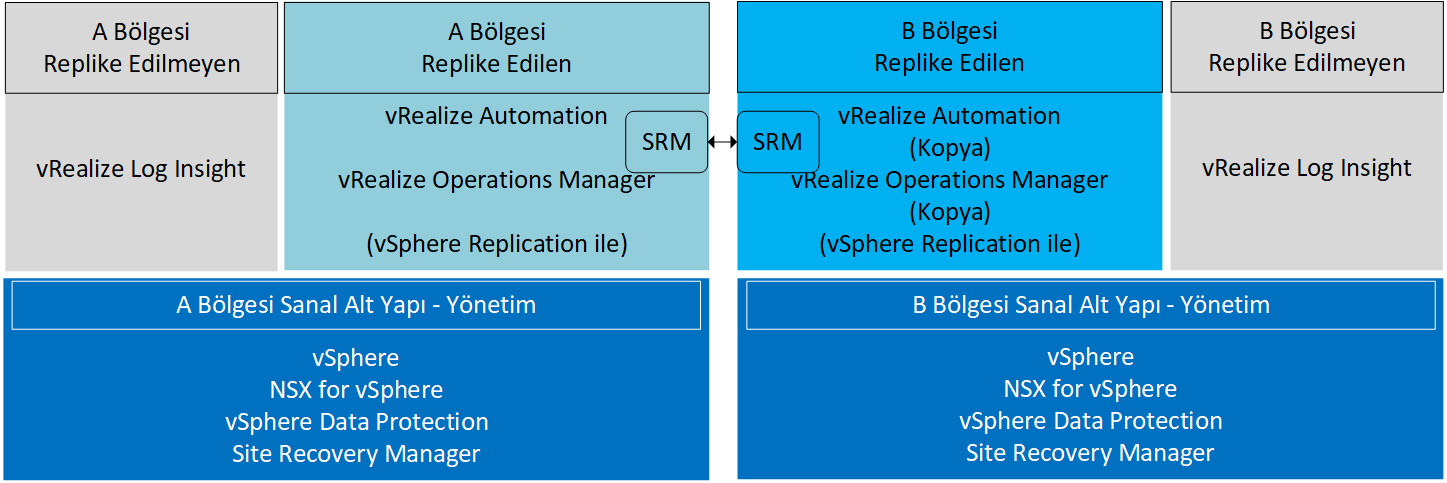 A Bölgesi
Replike Edilmeyen
vRealize Log Insight
A Bölgesi
Replike Edilen
vRealize Automation
SRM
vRealize Operations Manager
(vSphere Replication ile)
B Bölgesi
Replike Edilen
SRM
vRealize Automation
(Kopya)
vRealize Operations Manager
(Kopya)
(vSphere Replication ile)
B Bölgesi
Replike Edilmeyen
vRealize Log Insight
A Bölgesi Sanal Alt Yapı - Yönetim
vSphere
NSX for vSphere
vSphere Data Protection
Site Recovery Manager
B Bölgesi Sanal Alt Yapı - Yönetim
vSphere
NSX for vSphere
vSphere Data Protection
Site Recovery Manager